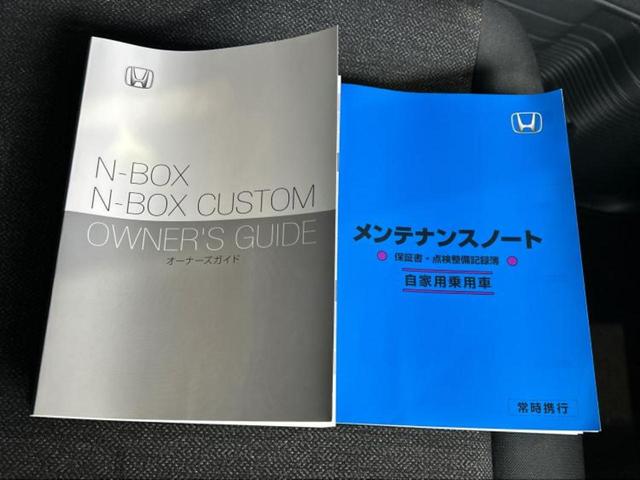 N-BOX
N-BOX CUSTOM
OWNER'S GUIDE
オーナーズガイド
メンテナンスノート
保証書・点検整備記録簿
自家用乗用車
常時携行